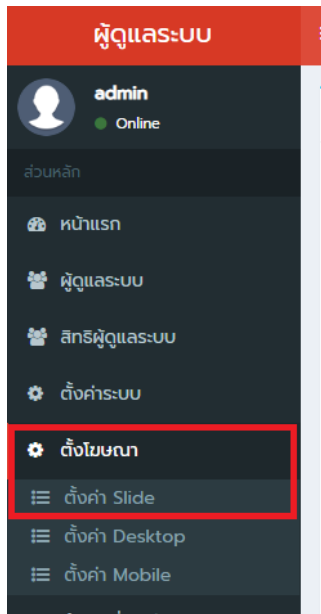 ผู้ดูแลระบบ
admin
Online
ส่วนหลัก
หน้าแรก
ผู้ดูแลระบบ
สิทธิผู้ดูแลระบบ
ตั้งค่าระบบ
ตั้งโฆษณา
ตั้งค่า Slide
ตั้งค่า Desktop
ตั้งค่า Mobile